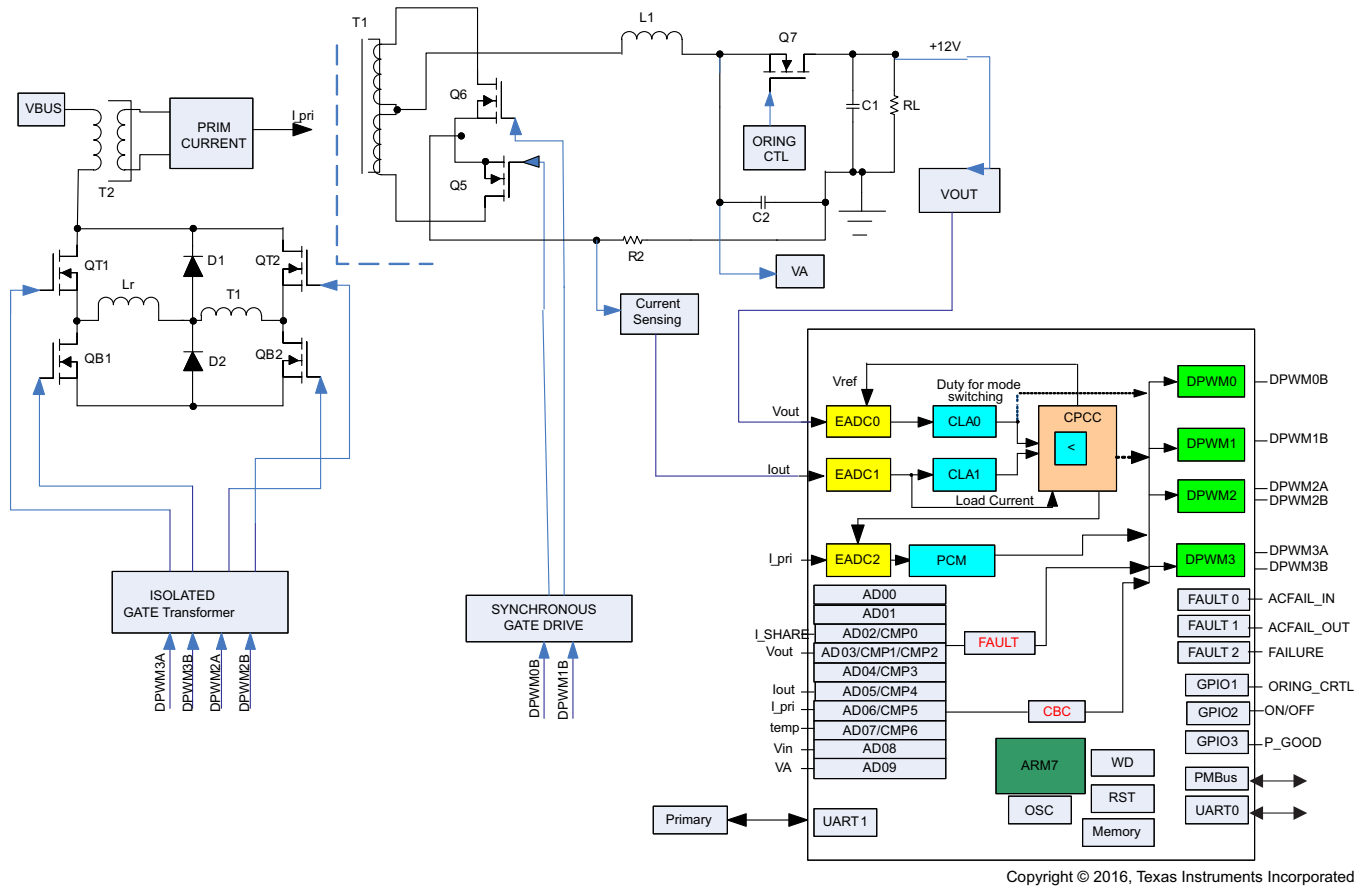 T1
L1
Q7
+12V
VBUS
PRIM
CURRENT
I_pri
T2
Q6
Q5
C1
RL
ORING
CTL
VOUT
C2
R2
VA
Current
Sensing
QT1
D1
QT2
Lr
T1
QB1
D2
QB2
ISOLATED
GATE Transformer
DPWM3A
DPWM3B
DPWM2A
DPWM2B
SYNCHRONOUS
GATE DRIVE
DPWM0B
DPWM1B
Vref
Duty for mode
switching
Vout
EADC0
CLA0
CPCC
<
Iout
EADC1
CLA1
Load Current
I_pri
EADC2
PCM
DPWM0
DPWM0B
DPWM1
DPWM1B
DPWM2
DPWM2A
DPWM2B
DPWM3
DPWM3A
DPWM3B
AD00
AD01
I_SHARE
AD02/CMP0
Vout
AD03/CMP1/CMP2
AD04/CMP3
Iout
AD05/CMP4
I_pri
AD06/CMP5
temp
AD07/CMP6
Vin
AD08
VA
AD09
FAULT
CBC
FAULT 0
ACFAIL_IN
FAULT 1
ACFAIL_OUT
FAULT 2
FAILURE
GPIO1
ORING_CRTL
GPIO2
ON/OFF
GPIO3
P_GOOD
ARM7
WD
OSC
RST
Memory
PMBus
UART0
Primary
UART 1
Copyright © 2016, Texas Instruments Incorporated